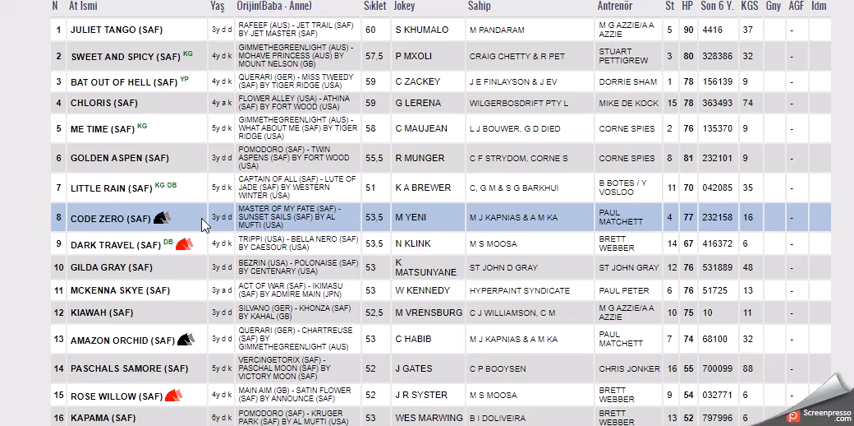 N At İsmi Yaş Orijin(Baba - Anne) Sıklet Jokey Sahip Antrenör St HP Son 6 Y. KGS Gny AGF İdm
1 JULIET TANGO (SAF) 3y d d RAFEEF (AUS) - JET TRAIL (SAF) BY JET MASTER (SAF) 60 S KHUMALO M PANDARAM M G AZZIE/A A AZZIE 5 90 4416 37 -
2 SWEET AND SPICY (SAF) KG 4y d k GIMMETHEGREENLIGHT (AUS) - MOHAVE PRINCESS (AUS) BY MOUNT NELSON (GB) 57,5 P MXOLI CRAIG CHETTY & R PET STUART PETTIGREW 3 80 328386 32 -
3 BAT OUT OF HELL (SAF) YP 4y d k QUERARI (GER) - MISS TWEEDY (SAF) BY TIGER RIDGE (USA) 59 C ZACKEY J E FINLAYSON & J EV DORRIE SHAM 1 78 156139 9 -
4 CHLORIS (SAF) 4y a k FLOWER ALLEY (USA) - ATHINA (SAF) BY FORT WOOD (USA) 59 G LERENA WILGERBOSDRIFT PTY L MIKE DE KOCK 15 78 363493 74 -
5 ME TIME (SAF) KG 5y d k GIMMETHEGREENLIGHT (AUS) - WHAT ABOUT ME (SAF) BY TIGER RIDGE (USA) 58 C MAUJEAN L J BOUWER, G D DIED CORNE SPIES 2 76 135370 9 -
6 GOLDEN ASPEN (SAF) 3y d d POMODORO (SAF) - TWIN ASPENS (SAF) BY FORT WOOD (USA) 55,5 R MUNGER C F STRYDOM, CORNE S CORNE SPIES 8 81 232101 9 -
7 LITTLE RAIN (SAF) KG DB 5y d k CAPTAIN OF ALL (SAF) - LUTE OF JADE (SAF) BY WESTERN WINTER (USA) 51 K A BREWER C, G M & S G BARKHUI B BOTES / Y VOSLOO 11 70 042085 35 -
8 CODE ZERO (SAF) 3y d d MASTER OF MY FATE (SAF) - SUNSET SAILS (SAF) BY AL MUFTI (USA) 53,5 M YENI M J KAPNIAS & A M KA PAUL MATCHETT 4 77 232158 16 -
9 DARK TRAVEL (SAF) DB 4y d k TRIPPI (USA) - BELLA NERO (SAF) BY CAESOUR (USA) 53,5 N KLINK M S MOOSA BRETT WEBBER 14 67 416372 6 -
10 GILDA GRAY (SAF) 4y d d BEZRIN (USA) - POLONAISE (SAF) BY CENTENARY (USA) 53 K MATSUNYANE ST JOHN D GRAY ST JOHN GRAY 12 76 531889 48 -
11 MCKENNA SKYE (SAF) 3y a d ACT OF WAR (SAF) - IKIMASU (SAF) BY ADMIRE MAIN (JPN) 53 W KENNEDY HYPERPAINT SYNDICATE PAUL PETER 6 76 51725 13 -
12 KIAWAH (SAF) 4y d k SILVANO (GER) - KHONZA (SAF) BY KAHAL (GB) 52,5 M VRENSBURG C J WILLIAMSON, C M M G AZZIE/A A AZZIE 10 75 10 11 -
13 AMAZON ORCHID (SAF) 3y d d QUERARI (GER) - CHARTREUSE (SAF) BY GIMMETHEGREENLIGHT (AUS) 53 C HABIB M J KAPNIAS & A M KA PAUL MATCHETT 7 74 68100 32 -
14 PASCHALS SAMORE (SAF) 5y d k VERCINGETORIX (SAF) - PASCHAL MOON (SAF) BY VICTORY MOON (SAF) 52 J GATES C P BOOYSEN CHRIS JONKER 16 55 700099 88 -
15 ROSE WILLOW (SAF) 4y d d MAIN AIM (GB) - SATIN FLOWER (SAF) BY ANNOUNCE (SAF) 52 J R SYSTER M S MOOSA BRETT WEBBER 9 54 032771 6 -
16 KAPAMA (SAF) 6y d k POMODORO (SAF) - KRUGER PARK (SAF) BY AL MUFTI (USA) 53 WES MARWING B I DOLIVEIRA BRETT 13 52 797996 6 -
Screenpresso
.com